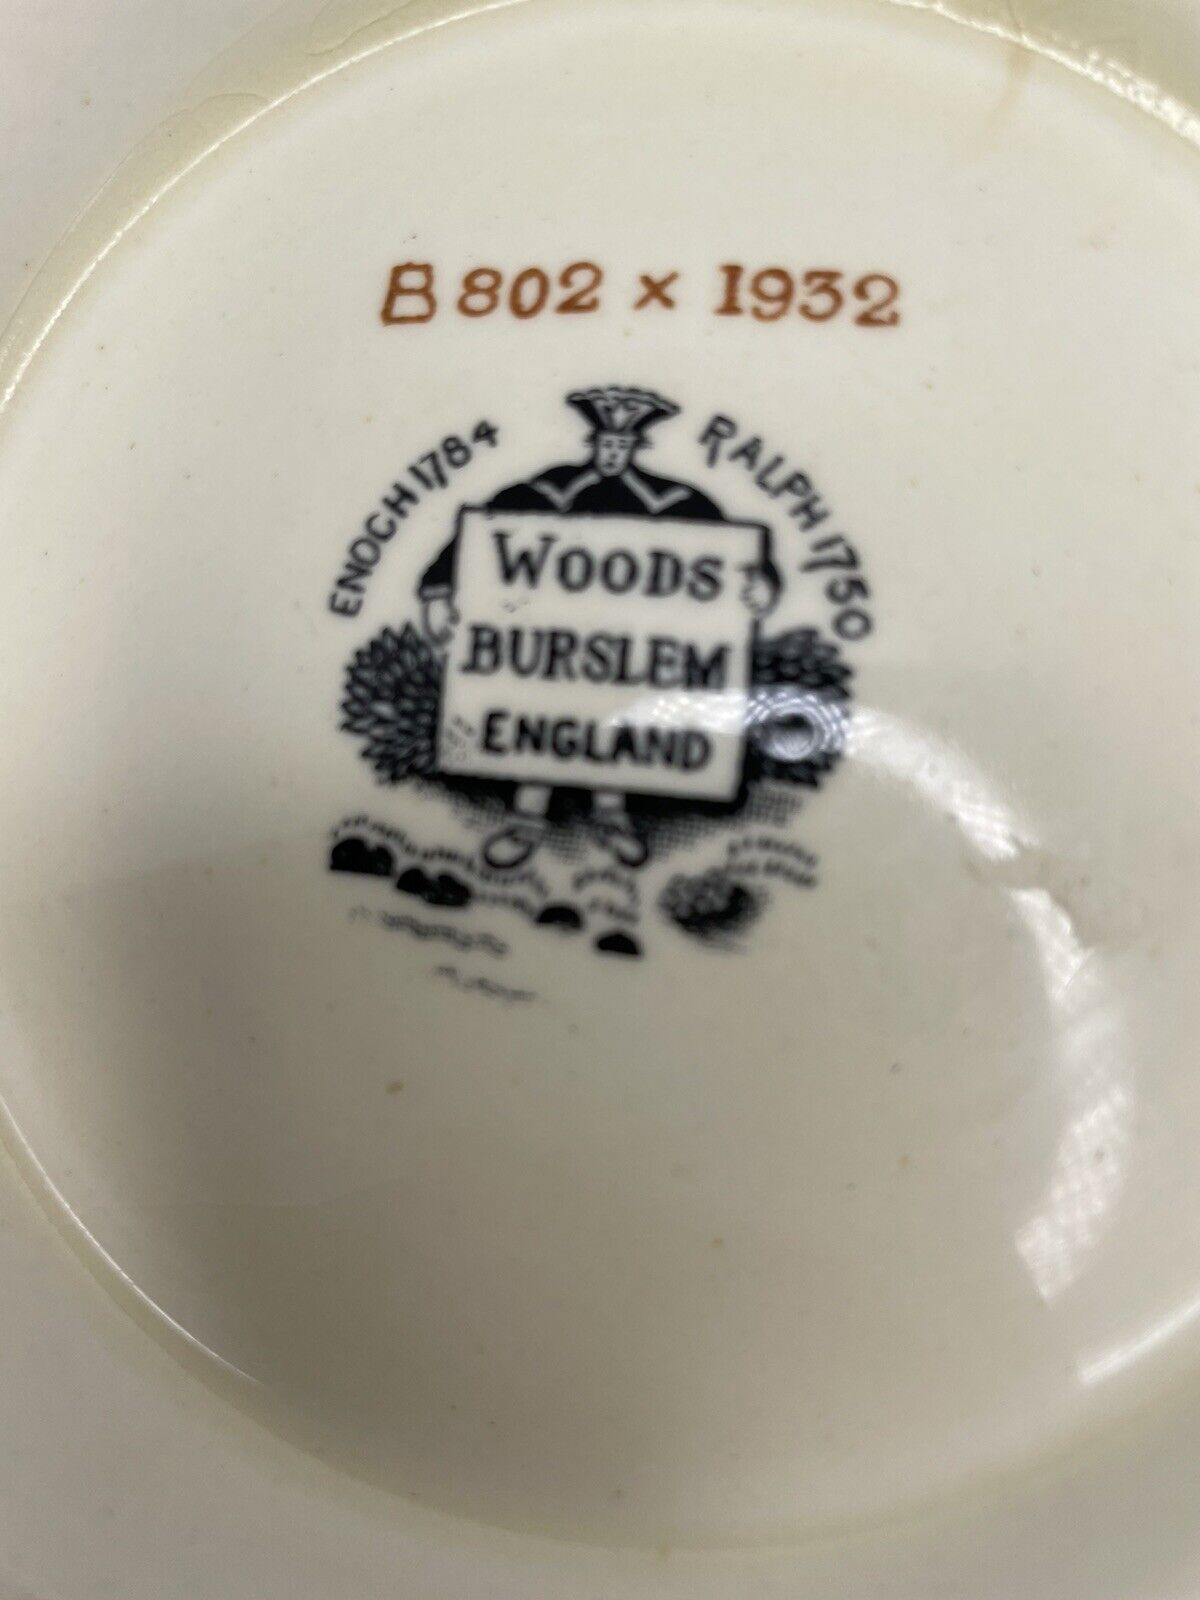 B 802 x 1932
ENOCH 1784
RALPH 1750
WOODS
BURSLEM
ENGLAND